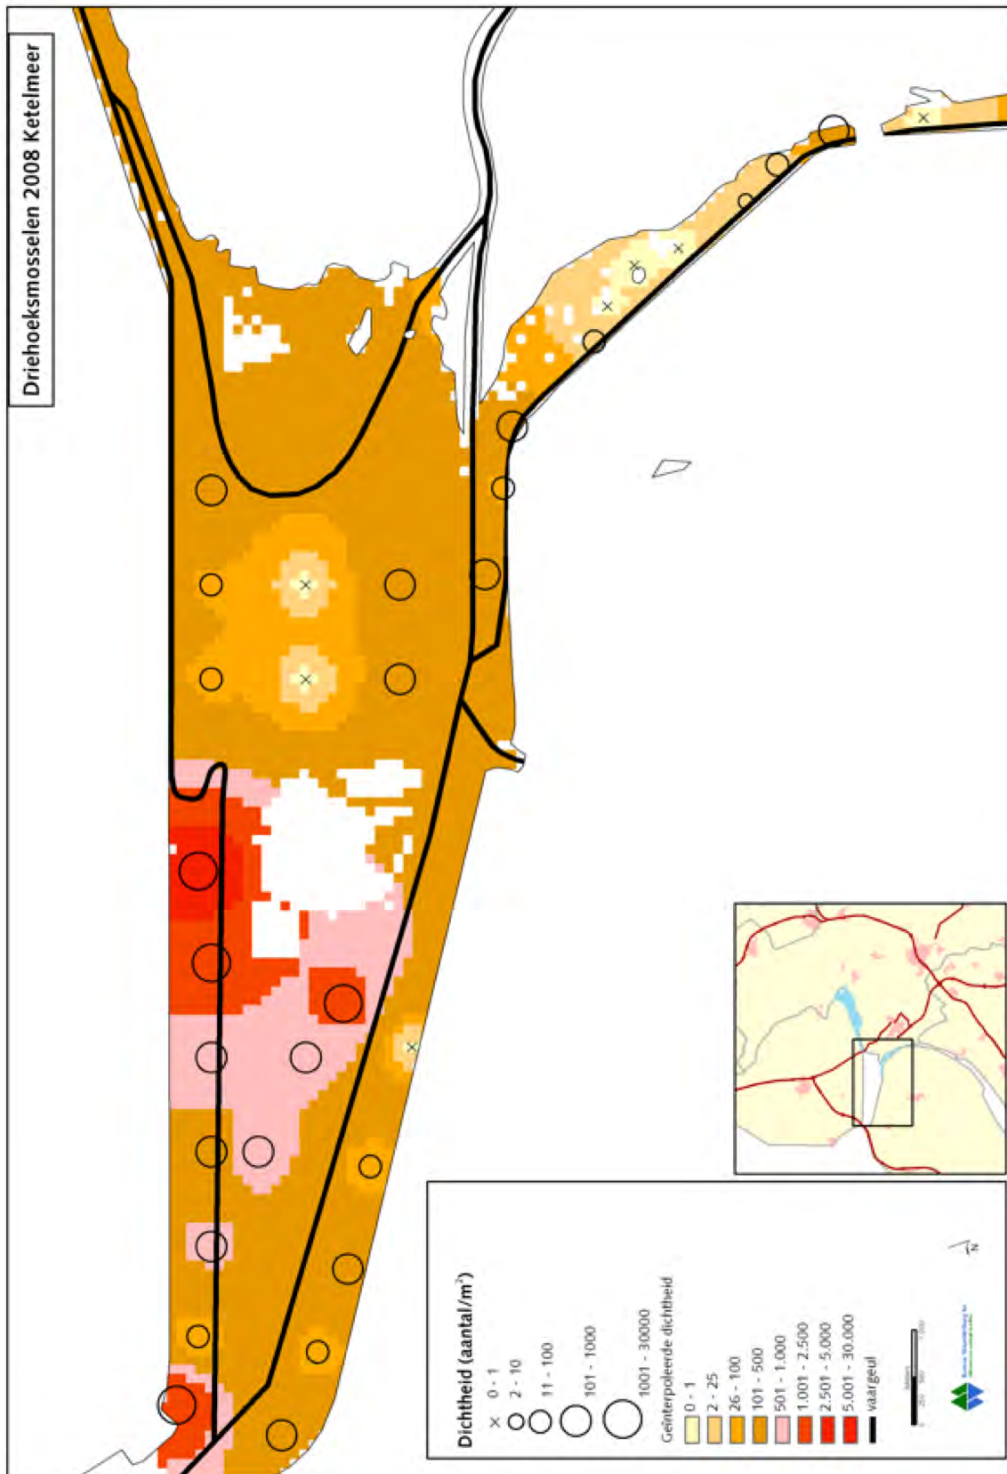 Driehoeksmosselen 2008 Ketelmeer
Dichtheid (aantal/m²)
0 - 1
2 - 10
11 - 100
101 - 1000
1001 - 30000
Geïnterpoleerde dichtheid
0 - 1
2 - 25
26 - 100
101 - 500
501 - 1.000
1.001 - 2.500
2.501 - 5.000
5.001 - 30.000
vaargeul
N